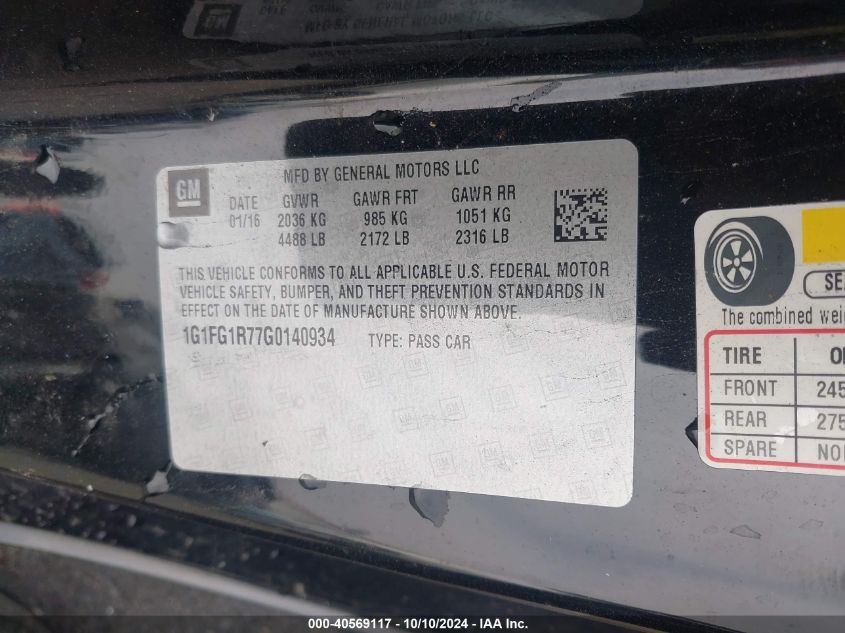 MFD BY GENERAL MOTORS LLC
GM
DATE GVWR GAWR FRT GAWR RR
01/16 2036 KG 985 KG 1051 KG
4488 LB 2172 LB 2316 LB
THIS VEHICLE CONFORMS TO ALL APPLICABLE U.S. FEDERAL MOTOR
VEHICLE SAFETY, BUMPER, AND THEFT PREVENTION STANDARDS IN
EFFECT ON THE DATE OF MANUFACTURE SHOWN ABOVE.
1G1FG1R77G0140934 TYPE: PASS CAR
The combined
TIRE
FRONT 245
REAR 275
SPARE
000-40569117 - 10/10/2024 - IAA Inc.